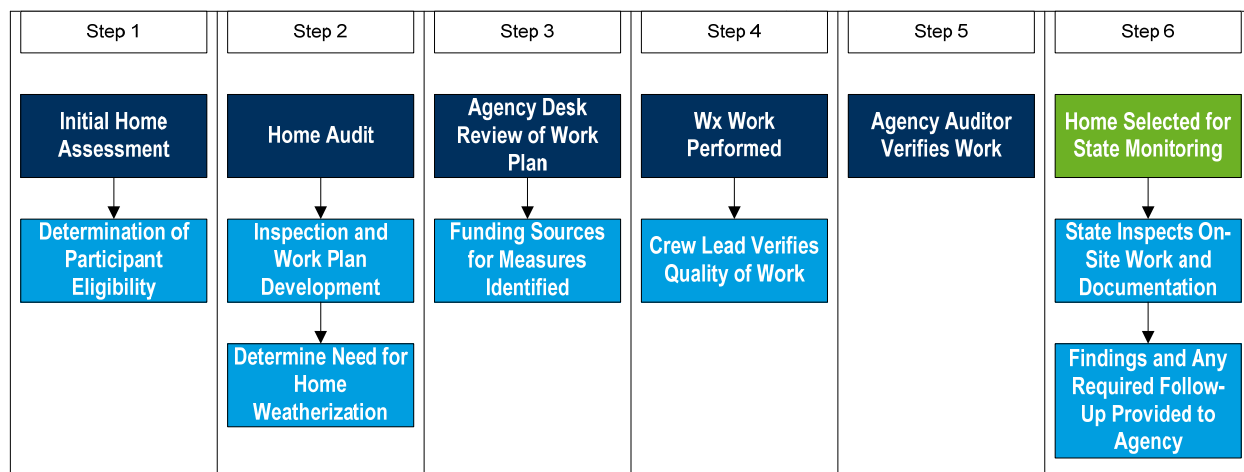 Step 1
Step 2
Step 3
Step 4
Step 5
Step 6
Initial Home
Assessment
Home Audit
Agency Desk
Review of Work
Plan
Wx Work
Performed
Agency Auditor
Verifies Work
Home Selected for
State Monitoring
Determination of
Participant
Eligibility
Inspection and
Work Plan
Development
Funding Sources
for Measures
Identified
Crew Lead Verifies
Quality of Work
State Inspects On-
Site Work and
Documentation
Determine Need for
Home
Weatherization
Findings and Any
Required Follow-
Up Provided to
Agency